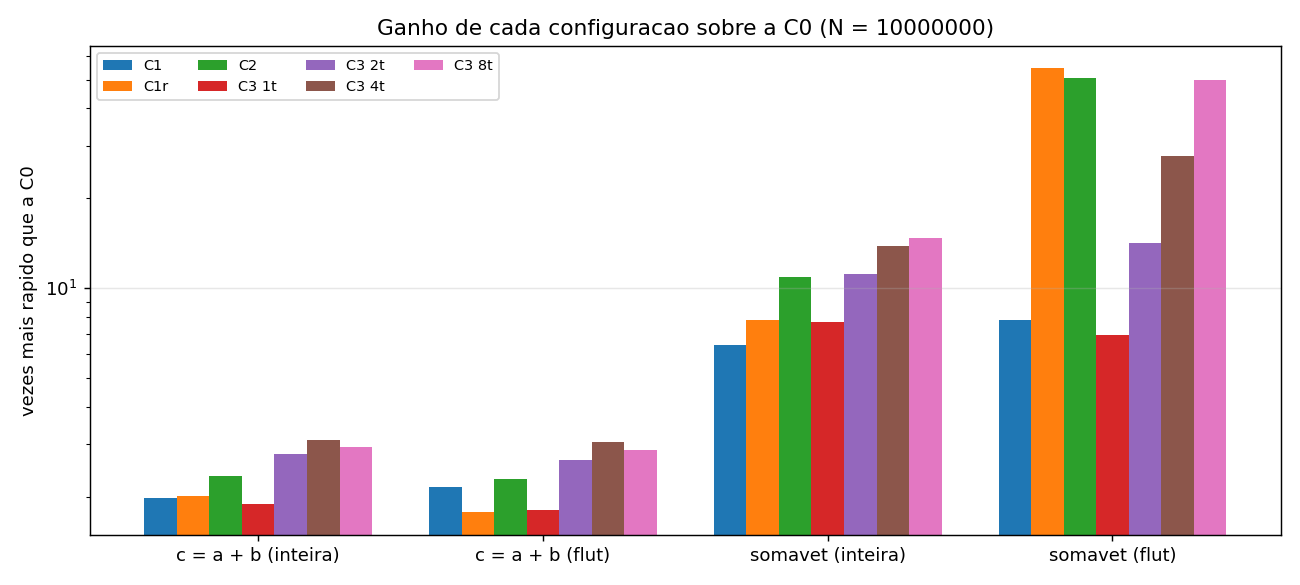 Ganho de cada configuracao sobre a C0 (N = 10000000)
C1 C2 C3 2t C3 8t
C1r C3 1t C3 4t
vezes mais rapido que a C0
10¹
c = a + b (inteira) c = a + b (flut) somavet (inteira) somavet (flut)